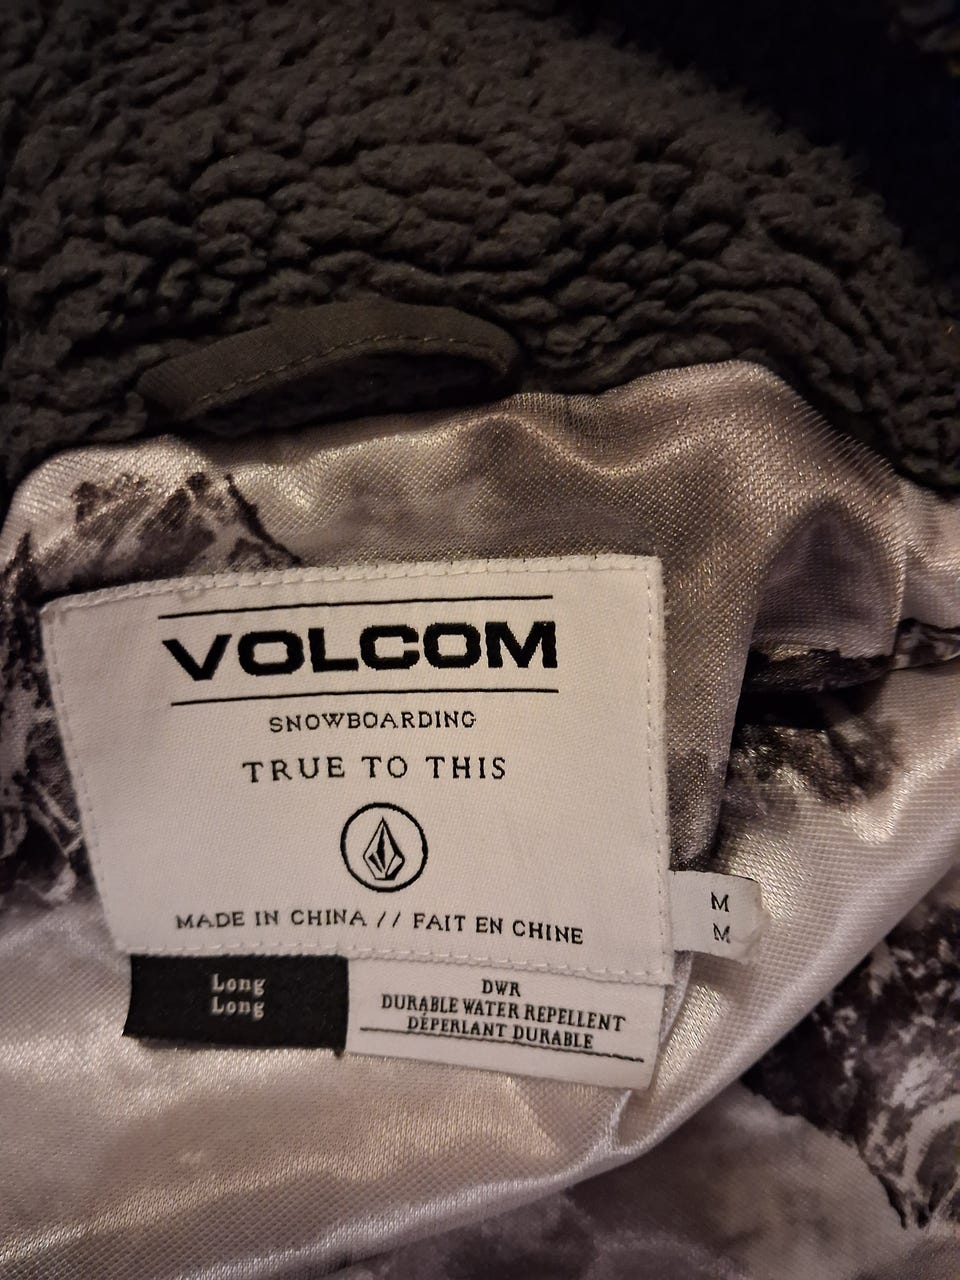 VOLCOM
SNOWBOARDING
TRUE TO THIS
MADE IN CHINA // FAIT EN CHINE
M
M
Long
Long
DWR
DURABLE WATER REPELLENT
DÉPERLANT DURABLE